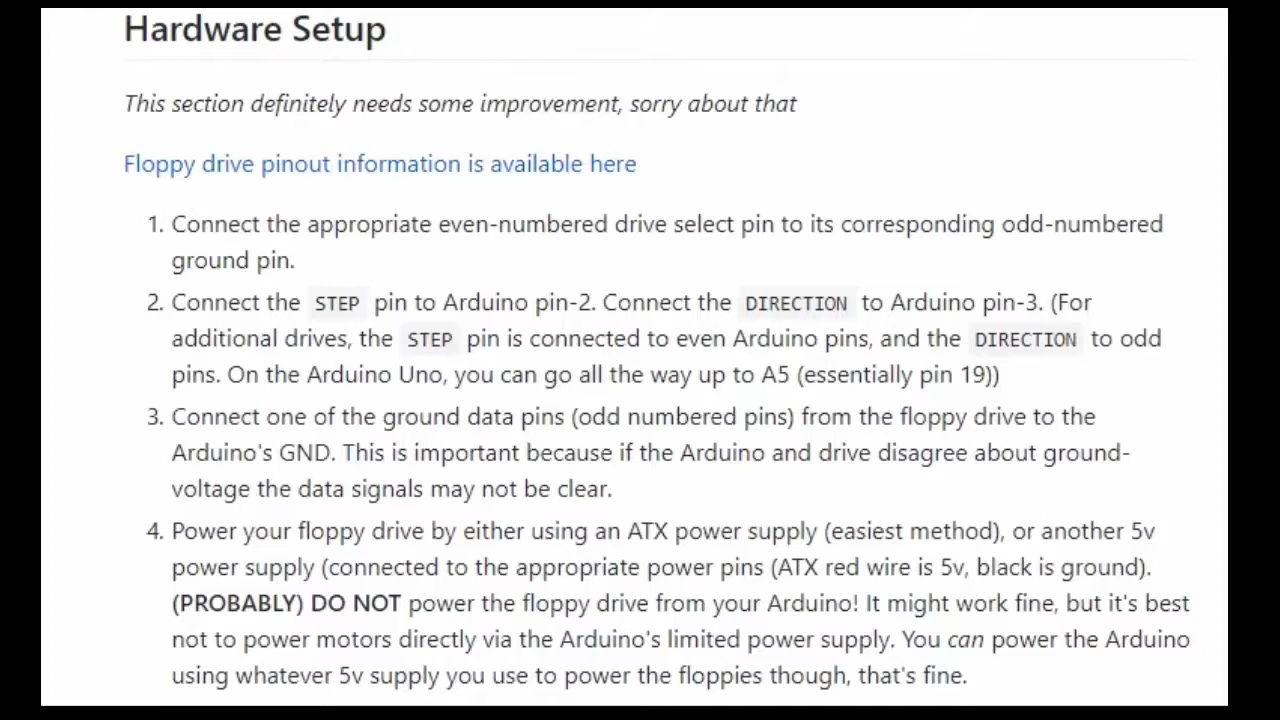 Hardware Setup
This section definitely needs some improvement, sorry about that
Floppy drive pinout information is available here
1. Connect the appropriate even-numbered drive select pin to its corresponding odd-numbered
ground pin.
2. Connect the STEP pin to Arduino pin-2. Connect the DIRECTION to Arduino pin-3. (For
additional drives, the STEP pin is connected to even Arduino pins, and the DIRECTION to odd
pins. On the Arduino Uno, you can go all the way up to A5 (essentially pin 19))
3. Connect one of the ground data pins (odd numbered pins) from the floppy drive to the
Arduino's GND. This is important because if the Arduino and drive disagree about ground-
voltage the data signals may not be clear.
4. Power your floppy drive by either using an ATX power supply (easiest method), or another 5v
power supply (connected to the appropriate power pins (ATX red wire is 5v, black is ground).
(PROBABLY) DO NOT power the floppy drive from your Arduino! It might work fine, but it's best
not to power motors directly via the Arduino's limited power supply. You can power the Arduino
using whatever 5v supply you use to power the floppies though, that's fine.